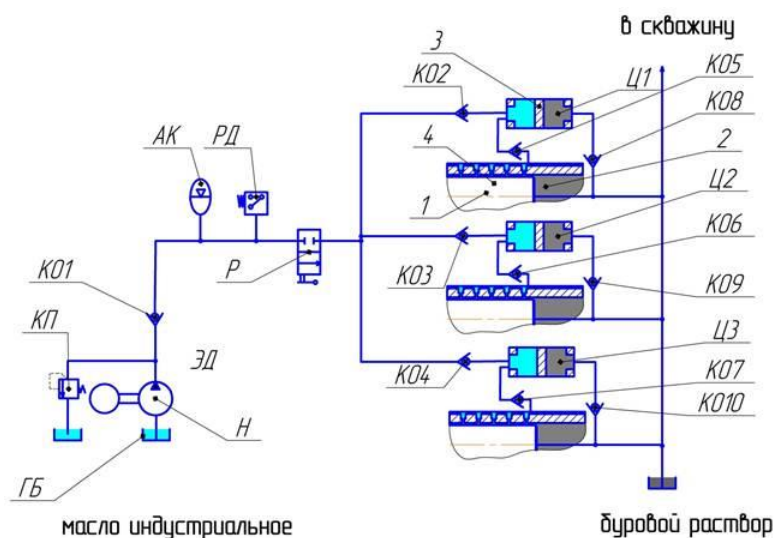 в скважину
3
КО2
Ц1
КО5
КО8
АК
РД
4
2
1
Ц2
КО6
КО1
Р
КО3
КО9
КП
ЭД
Ц3
КО4
КО7
КО10
Н
ГБ
масло индустриальное
буровой раствор